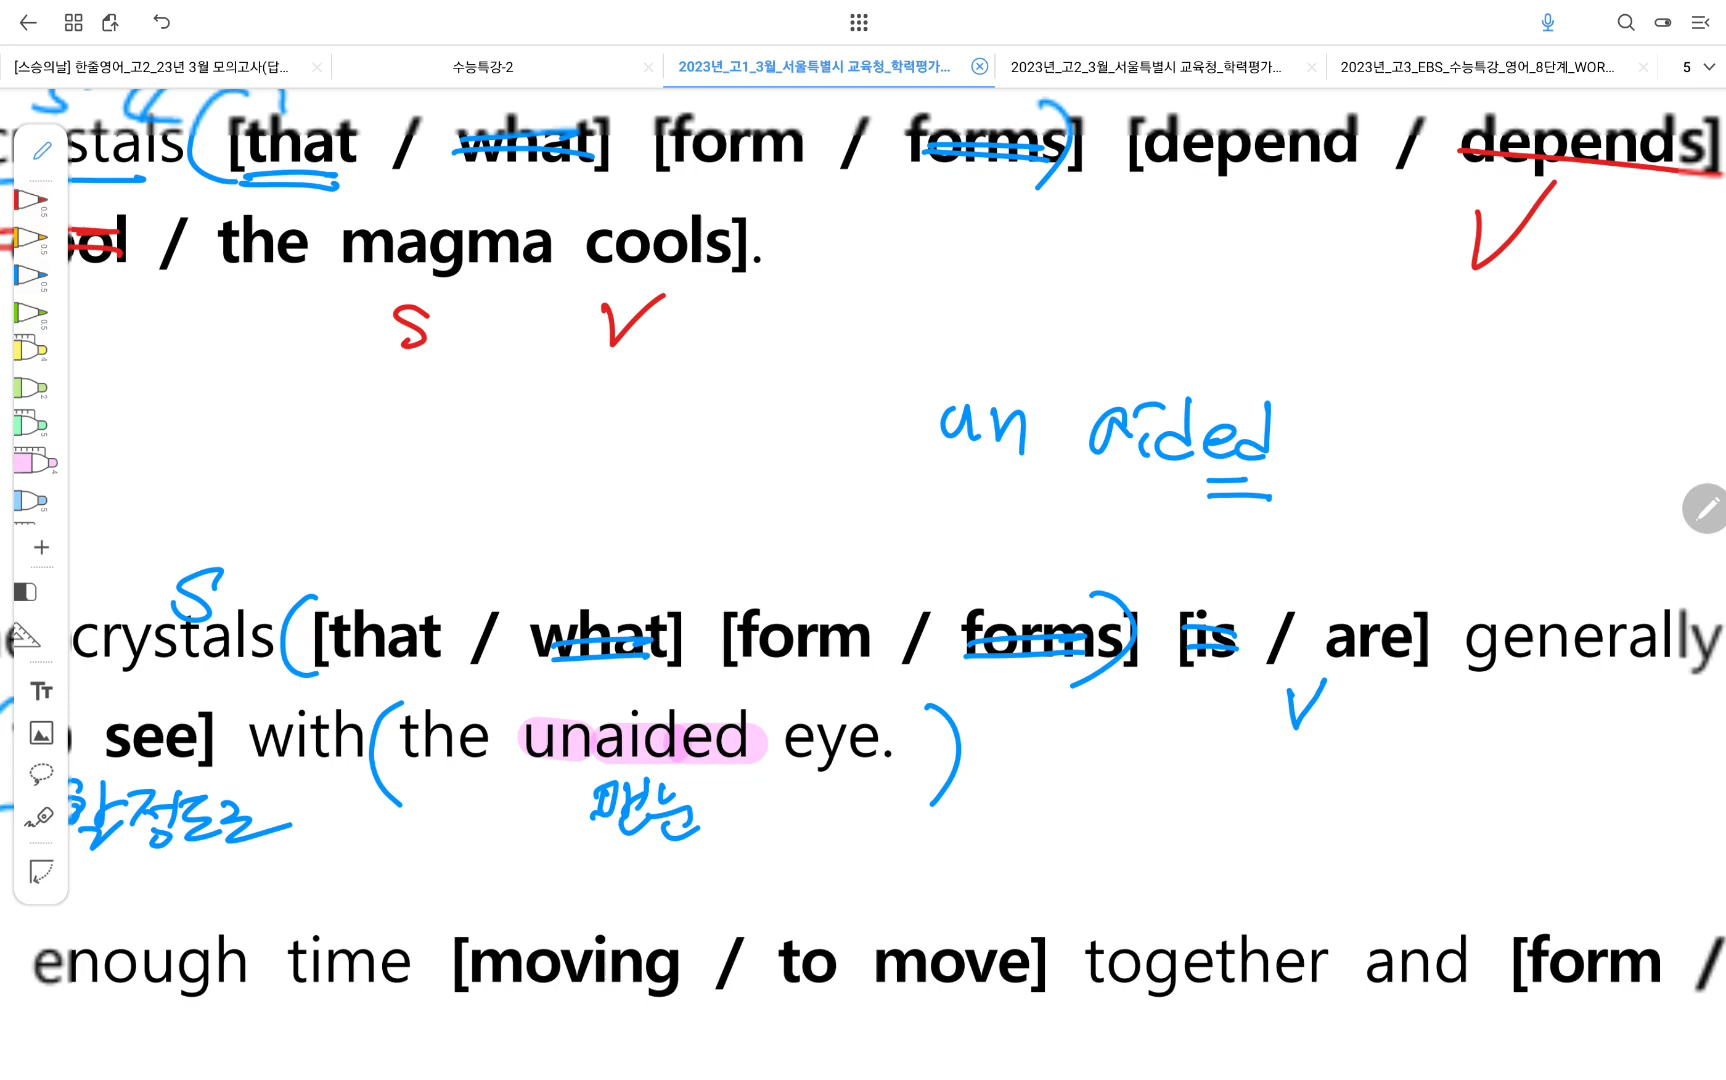 [스승의날] 한줄영어_고2_23년 3월 모의고사(답...
수능특강-2
2023년_고1_3월_서울특별시 교육청_학력평가...
2023년_고2_3월_서울특별시 교육청_학력평가...
2023년_고3_EBS_수능특강_영어_8단계_WOR...
5
crystals [that / what] [form / forms] [depend / depends]
cool / the magma cools].
S V V
an aided
S
crystals [that / what] [form / forms] [is / are] generally
V
see] with the unaided eye.
할 정도로 맨눈
enough time [moving / to move] together and [form /